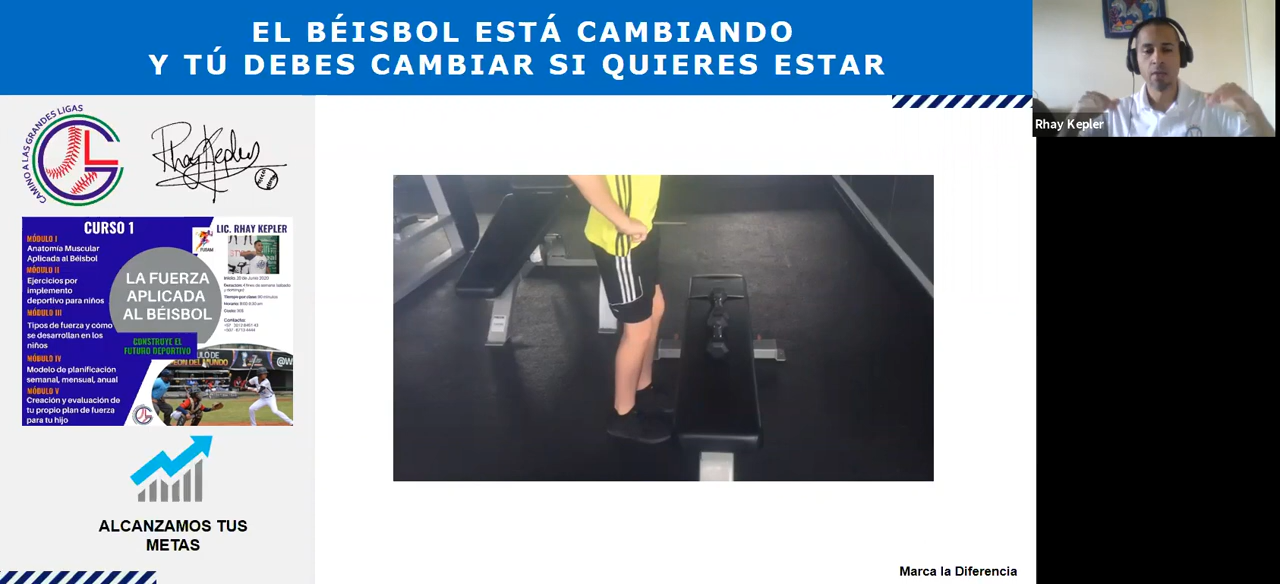 EL BÉISBOL ESTÁ CAMBIANDO
Y TÚ DEBES CAMBIAR SI QUIERES ESTAR
Rhay Kepler
CAMINO A LAS GRANDES LIGAS
Rhay Kepler
CURSO 1
LIC. RHAY KEPLER
MÓDULO I
Anatomía Muscular
Aplicada al Béisbol
MÓDULO II
Ejercicios por
implemento
deportivo para niños
MÓDULO III
Tipos de fuerza y cómo
se desarrollan en los
niños
MÓDULO IV
Modelo de planificación
semanal, mensual, anual
MÓDULO V
Creación y evaluación de
tu propio plan de fuerza
para tu hijo
LA FUERZA
APLICADA
AL BÉISBOL
CONSTRUYE EL
FUTURO DEPORTIVO
ALCANZAMOS TUS
METAS
Marca la Diferencia